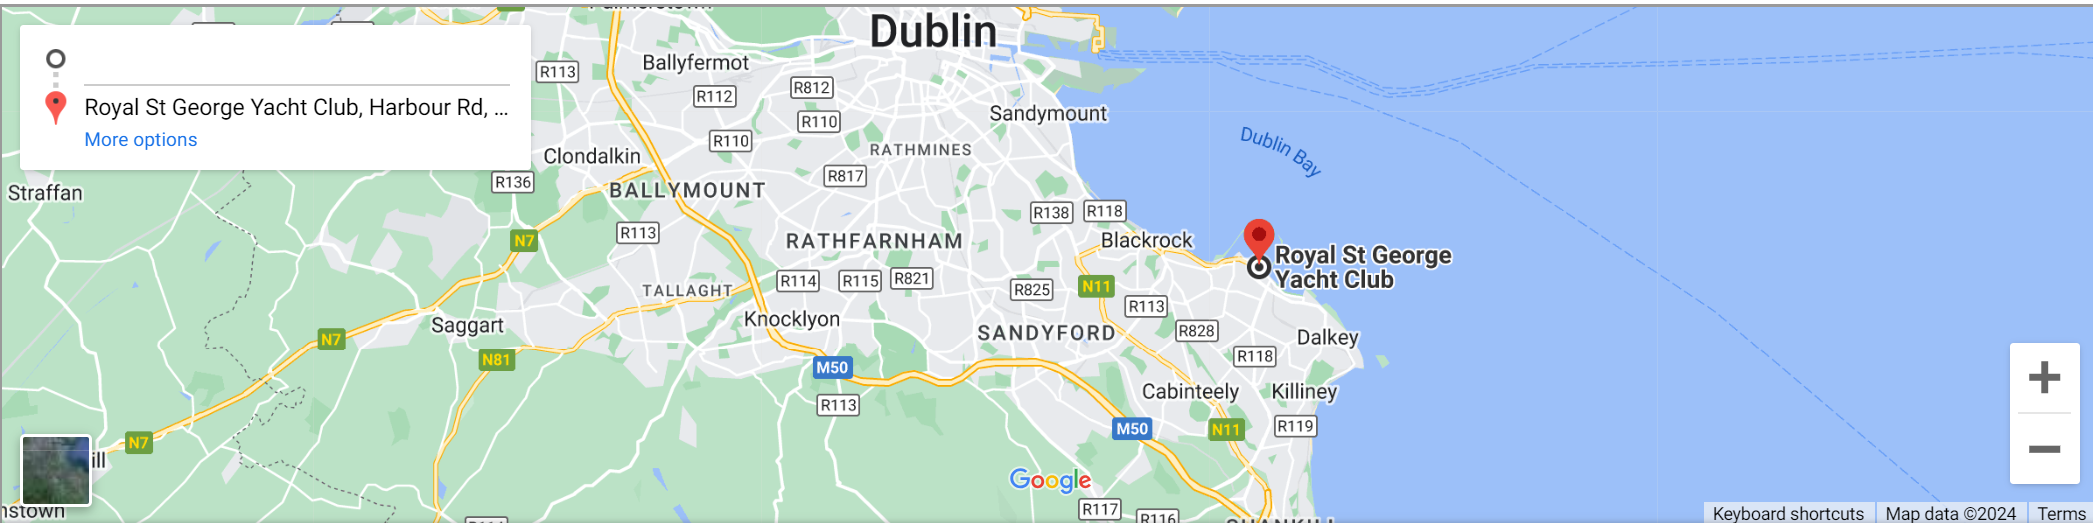 Dublin
Ballyfermot
R113
R112
R812
R110
Sandymount
Royal St George Yacht Club, Harbour Rd, ...
More options
R110
RATHMINES
Dublin Bay
Clondalkin
R817
R136
BALLYMOUNT
Straffan
R138
R118
R113
N7
RATHFARNHAM
Blackrock
Royal St George
Yacht Club
R114
R115
R821
TALLAGHT
R825
N11
R113
Saggart
Knocklyon
SANDYFORD
R828
Dalkey
N7
N81
M50
R118
Cabinteely
Killiney
R113
N7
M50
N11
R119
ill
Google
nstown
R117
R116
Keyboard shortcuts
Map data ©2024
Terms